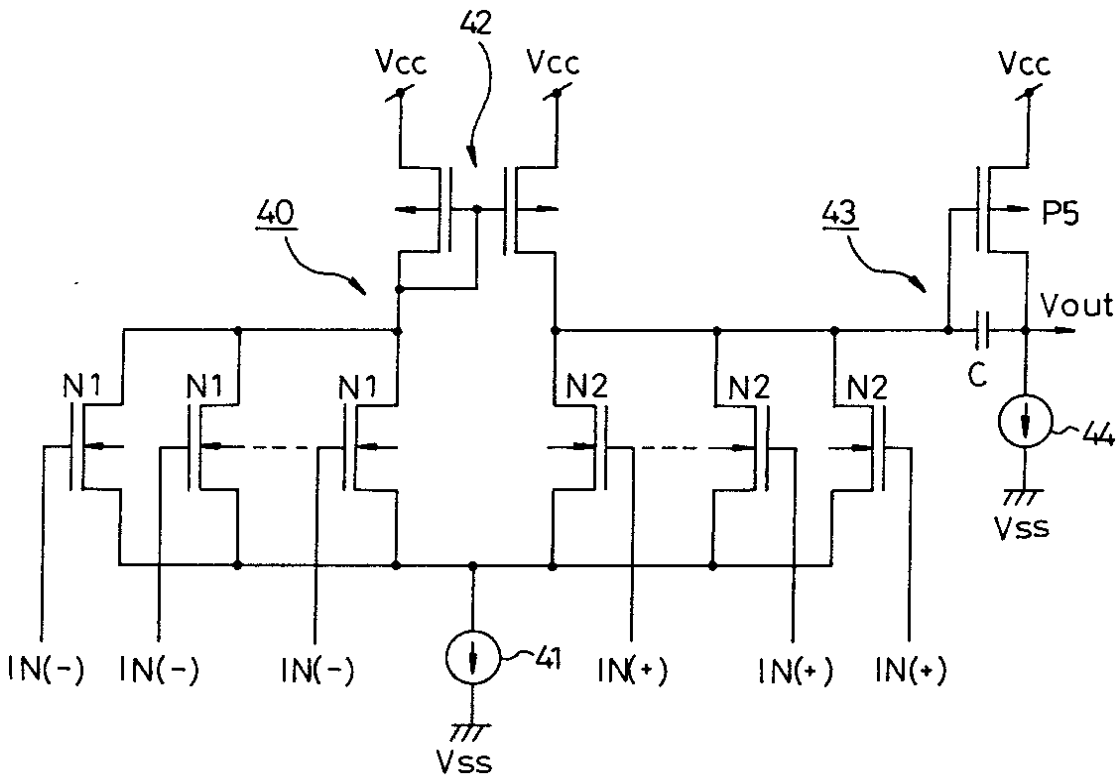 42
Vcc
Vcc
Vcc
40
43
P5
Vout
C
N1
N1
N1
N2
N2
N2
44
Vss
IN(-)
IN(-)
IN(-)
41
IN(+)
IN(+)
IN(+)
Vss